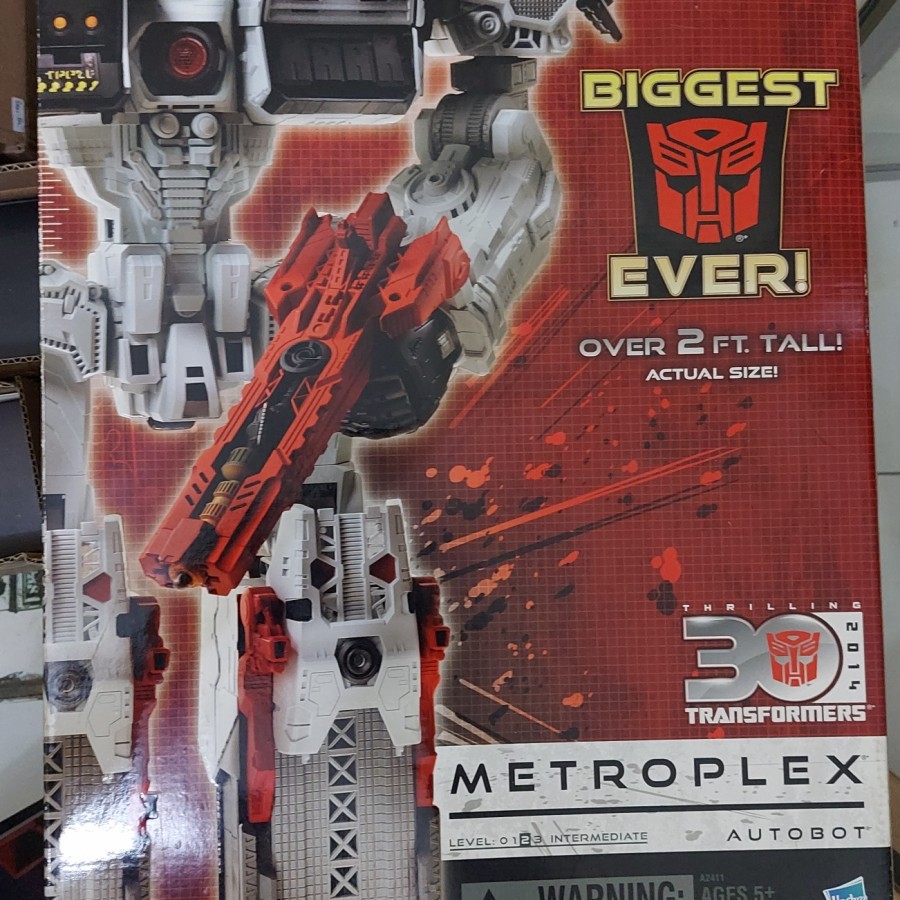 BIGGEST
EVER!
OVER 2 FT. TALL!
ACTUAL SIZE!
THRILLING
30
2014
TRANSFORMERS
METROPLEX
LEVEL: 0 1 2 3 INTERMEDIATE
AUTOBOT
A2411
WARNING:
AGES 5+
Hasbro